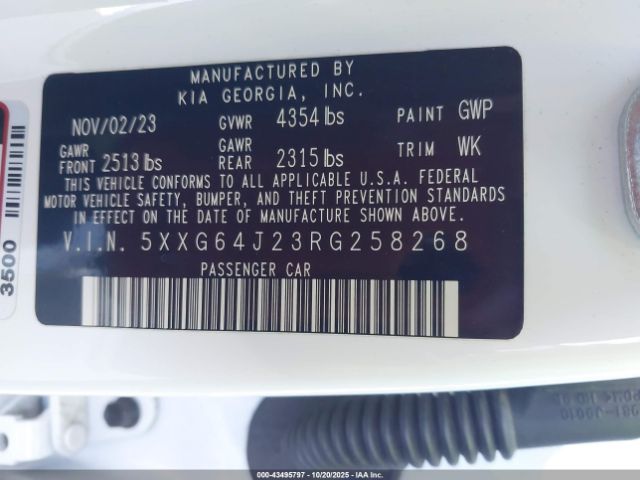 MANUFACTURED BY
KIA GEORGIA, INC.
NOV/02/23 GVWR 4354 lbs PAINT GWP
GAWR FRONT 2513 lbs GAWR REAR 2315 lbs TRIM WK
THIS VEHICLE CONFORMS TO ALL APPLICABLE U.S.A. FEDERAL
MOTOR VEHICLE SAFETY, BUMPER, AND THEFT PREVENTION STANDARDS
IN EFFECT ON THE DATE OF MANUFACTURE SHOWN ABOVE.
V.I.N. 5XXG64J23RG258268
PASSENGER CAR
3500
000-43495797 - 10/20/2025 - IAAI.COM